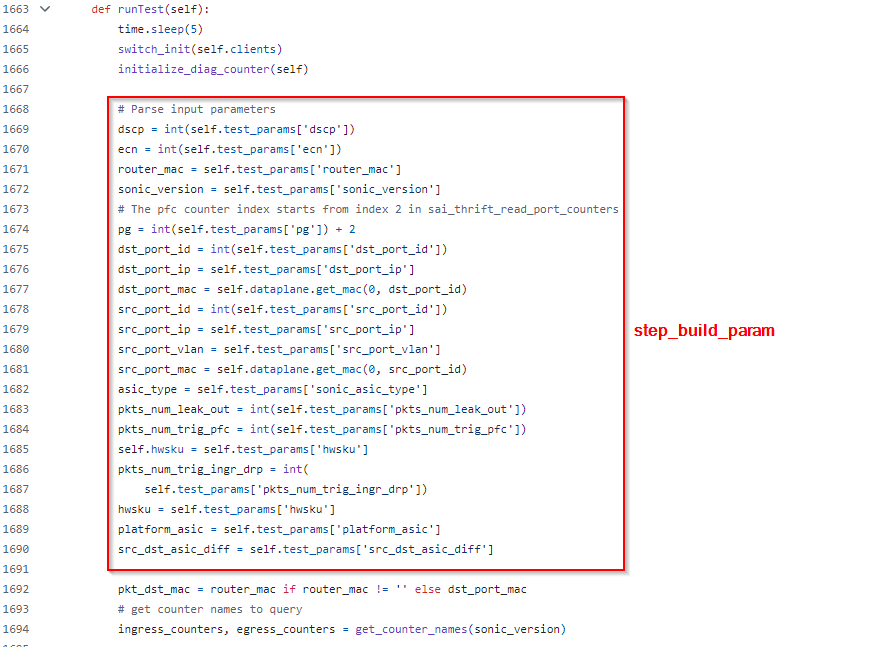 1663 def runTest(self):
1664 time.sleep(5)
1665 switch_init(self.clients)
1666 initialize_diag_counter(self)
1667
1668 # Parse input parameters
1669 dscp = int(self.test_params['dscp'])
1670 ecn = int(self.test_params['ecn'])
1671 router_mac = self.test_params['router_mac']
1672 sonic_version = self.test_params['sonic_version']
1673 # The pfc counter index starts from index 2 in sai_thrift_read_port_counters
1674 pg = int(self.test_params['pg']) + 2
1675 dst_port_id = int(self.test_params['dst_port_id'])
1676 dst_port_ip = self.test_params['dst_port_ip']
1677 dst_port_mac = self.dataplane.get_mac(0, dst_port_id)
1678 src_port_id = int(self.test_params['src_port_id'])
1679 src_port_ip = self.test_params['src_port_ip']
1680 src_port_vlan = self.test_params['src_port_vlan']
1681 src_port_mac = self.dataplane.get_mac(0, src_port_id)
1682 asic_type = self.test_params['sonic_asic_type']
1683 pkts_num_leak_out = int(self.test_params['pkts_num_leak_out'])
1684 pkts_num_trig_pfc = int(self.test_params['pkts_num_trig_pfc'])
1685 self.hwsku = self.test_params['hwsku']
1686 pkts_num_trig_ingr_drp = int(
1687 self.test_params['pkts_num_trig_ingr_drp'])
1688 hwsku = self.test_params['hwsku']
1689 platform_asic = self.test_params['platform_asic']
1690 src_dst_asic_diff = self.test_params['src_dst_asic_diff']
1691
1692 pkt_dst_mac = router_mac if router_mac != '' else dst_port_mac
1693 # get counter names to query
1694 ingress_counters, egress_counters = get_counter_names(sonic_version)
step_build_param